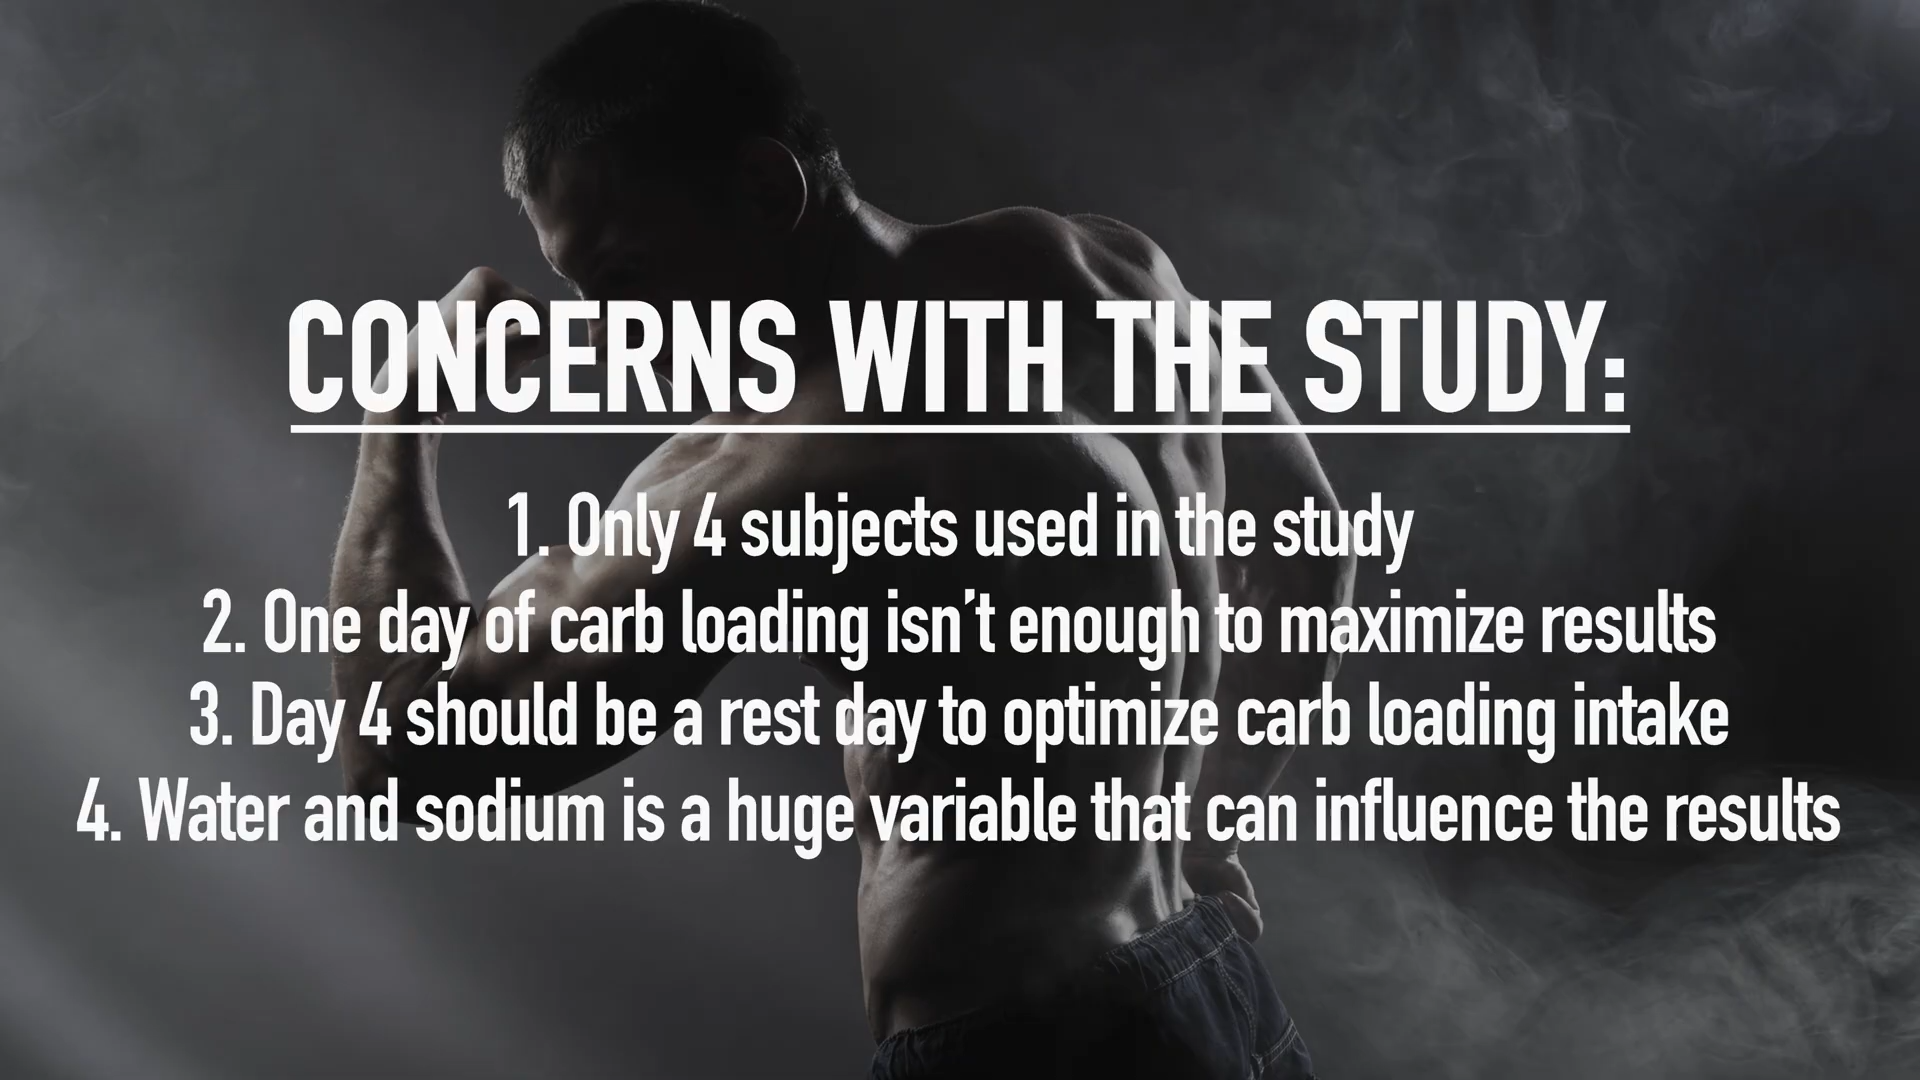 CONCERNS WITH THE STUDY:
1. Only 4 subjects used in the study
2. One day of carb loading isn’t enough to maximize results
3. Day 4 should be a rest day to optimize carb loading intake
4. Water and sodium is a huge variable that can influence the results